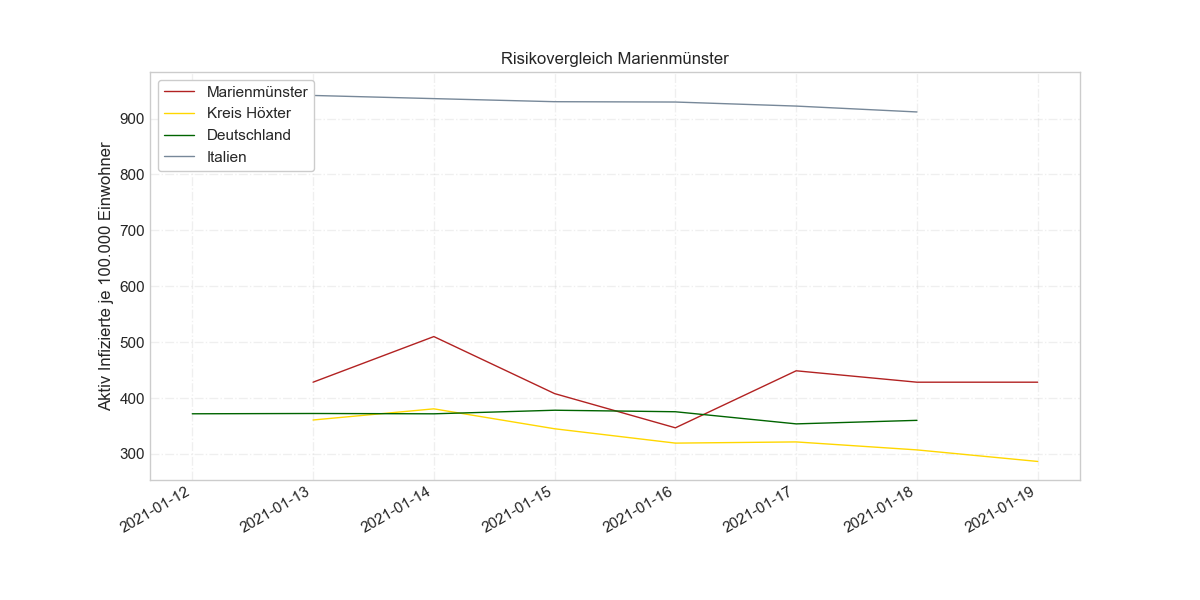 Risikovergleich Marienmünster
Marienmünster
Kreis Höxter
Deutschland
Italien
Aktiv Infizierte je 100.000 Einwohner
900
800
700
600
500
400
300
2021-01-12
2021-01-13
2021-01-14
2021-01-15
2021-01-16
2021-01-17
2021-01-18
2021-01-19